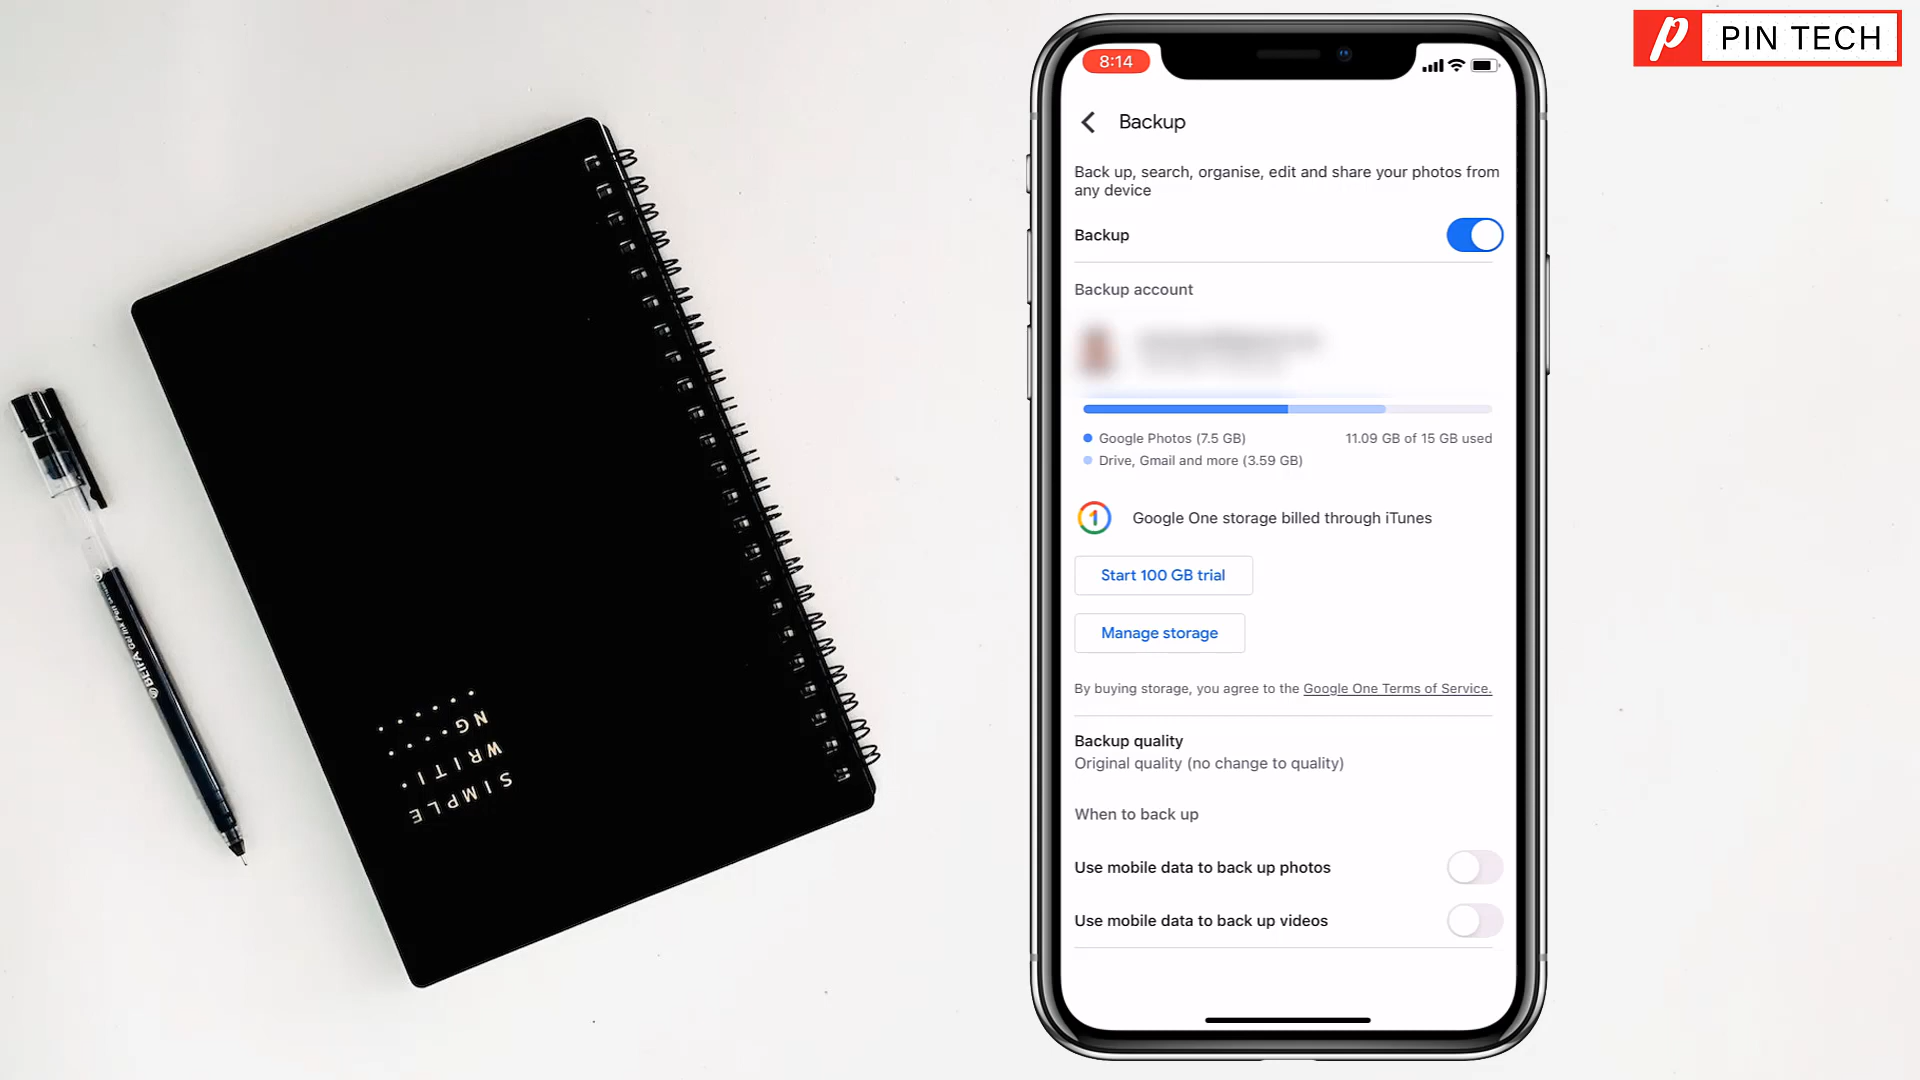 PIN TECH
8:14
Backup
Back up, search, organise, edit and share your photos from
any device
Backup
Backup account
Google Photos (7.5 GB)
11.09 GB of 15 GB used
Drive, Gmail and more (3.59 GB)
1
Google One storage billed through iTunes
Start 100 GB trial
Manage storage
By buying storage, you agree to the Google One Terms of Service.
Backup quality
Original quality (no change to quality)
When to back up
Use mobile data to back up photos
Use mobile data to back up videos
SIMPLE
WRITI
NG